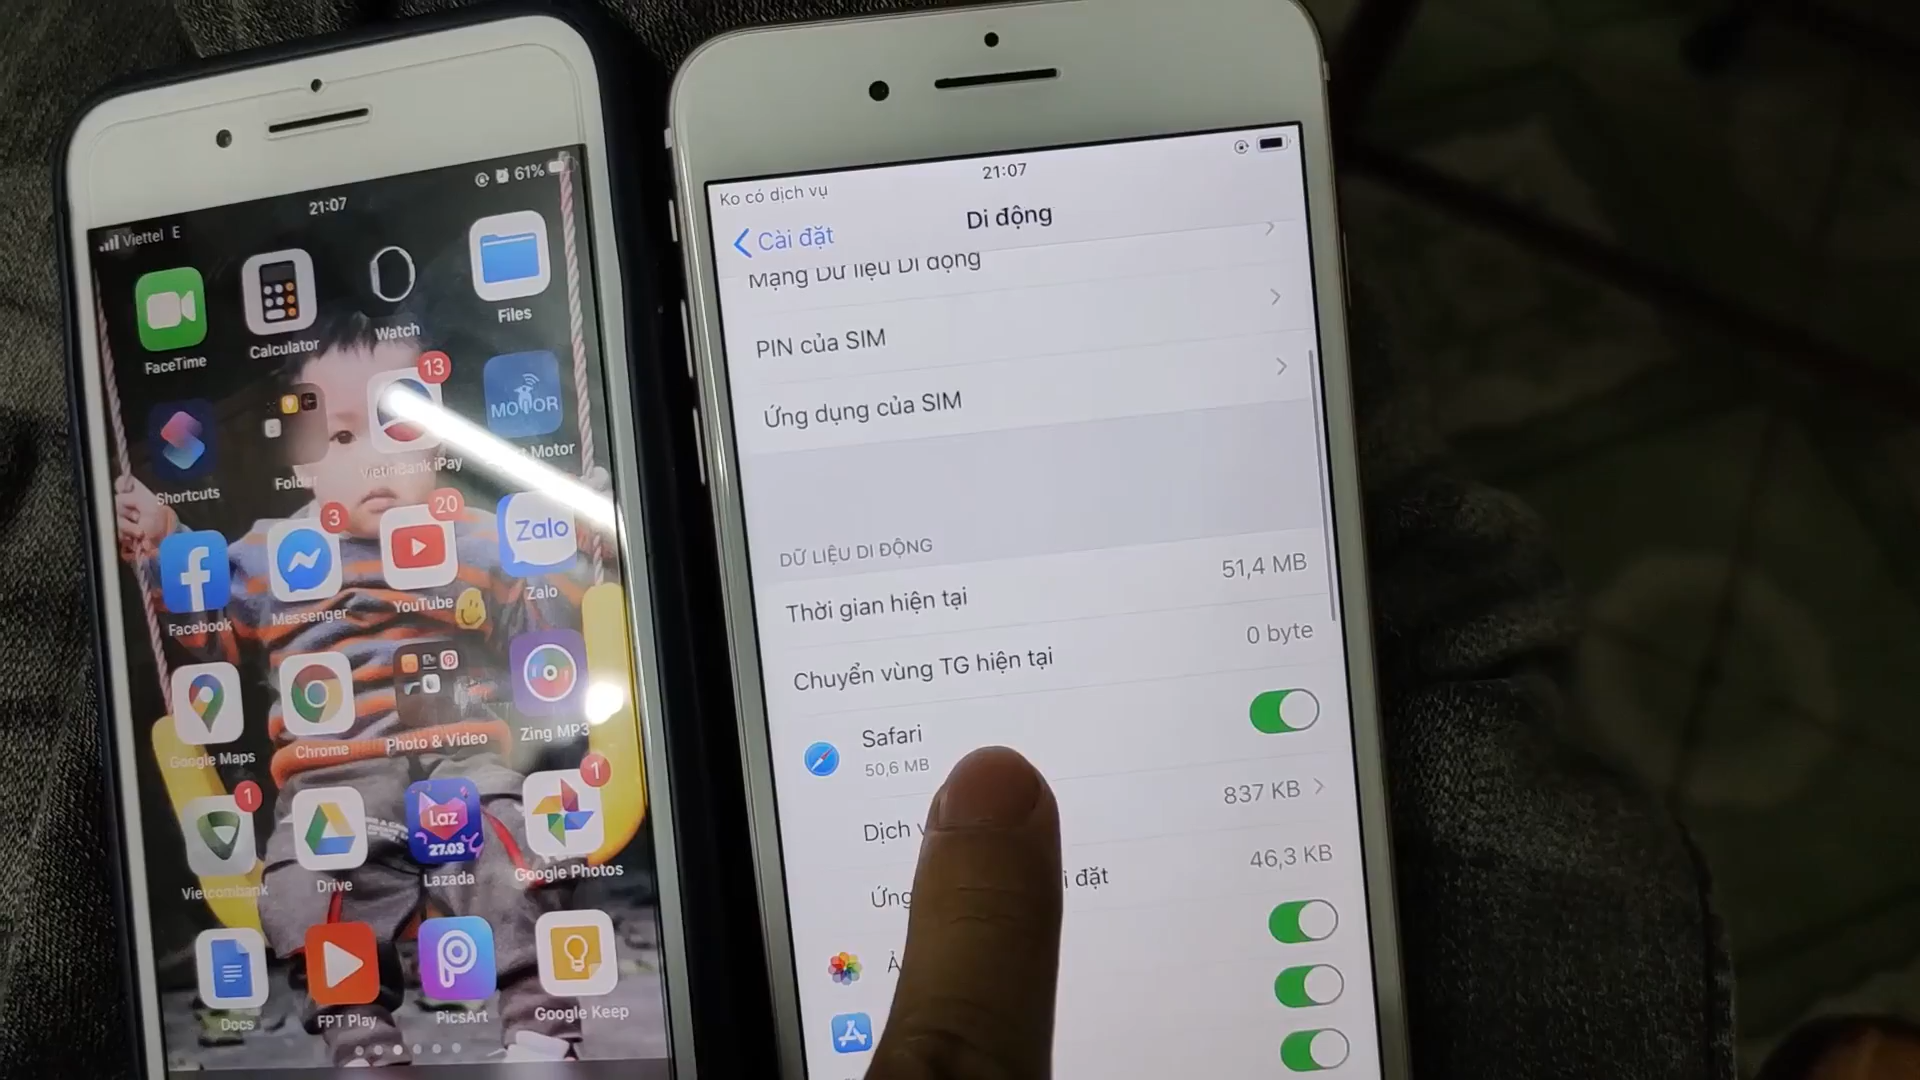 Viettel E
21:07
61%
FaceTime
Calculator
Watch
Files
Shortcuts
Folder
13
VietinBank iPay
MOTOR
Motor
Facebook
3
Messenger
20
YouTube
Zalo
Zalo
Google Maps
Chrome
Photo & Video
Zing MP3
1
Vietcombank
Drive
Laz
27.03
Lazada
1
Google Photos
Docs
FPT Play
PicsArt
Google Keep
Ko có dịch vụ
21:07
Cài đặt
Di động
Mạng Dữ liệu Di động
PIN của SIM
Ứng dụng của SIM
DỮ LIỆU DI ĐỘNG
Thời gian hiện tại
51,4 MB
Chuyển vùng TG hiện tại
0 byte
Safari
50,6 MB
Dịch
837 KB
Ứng
đặt
46,3 KB